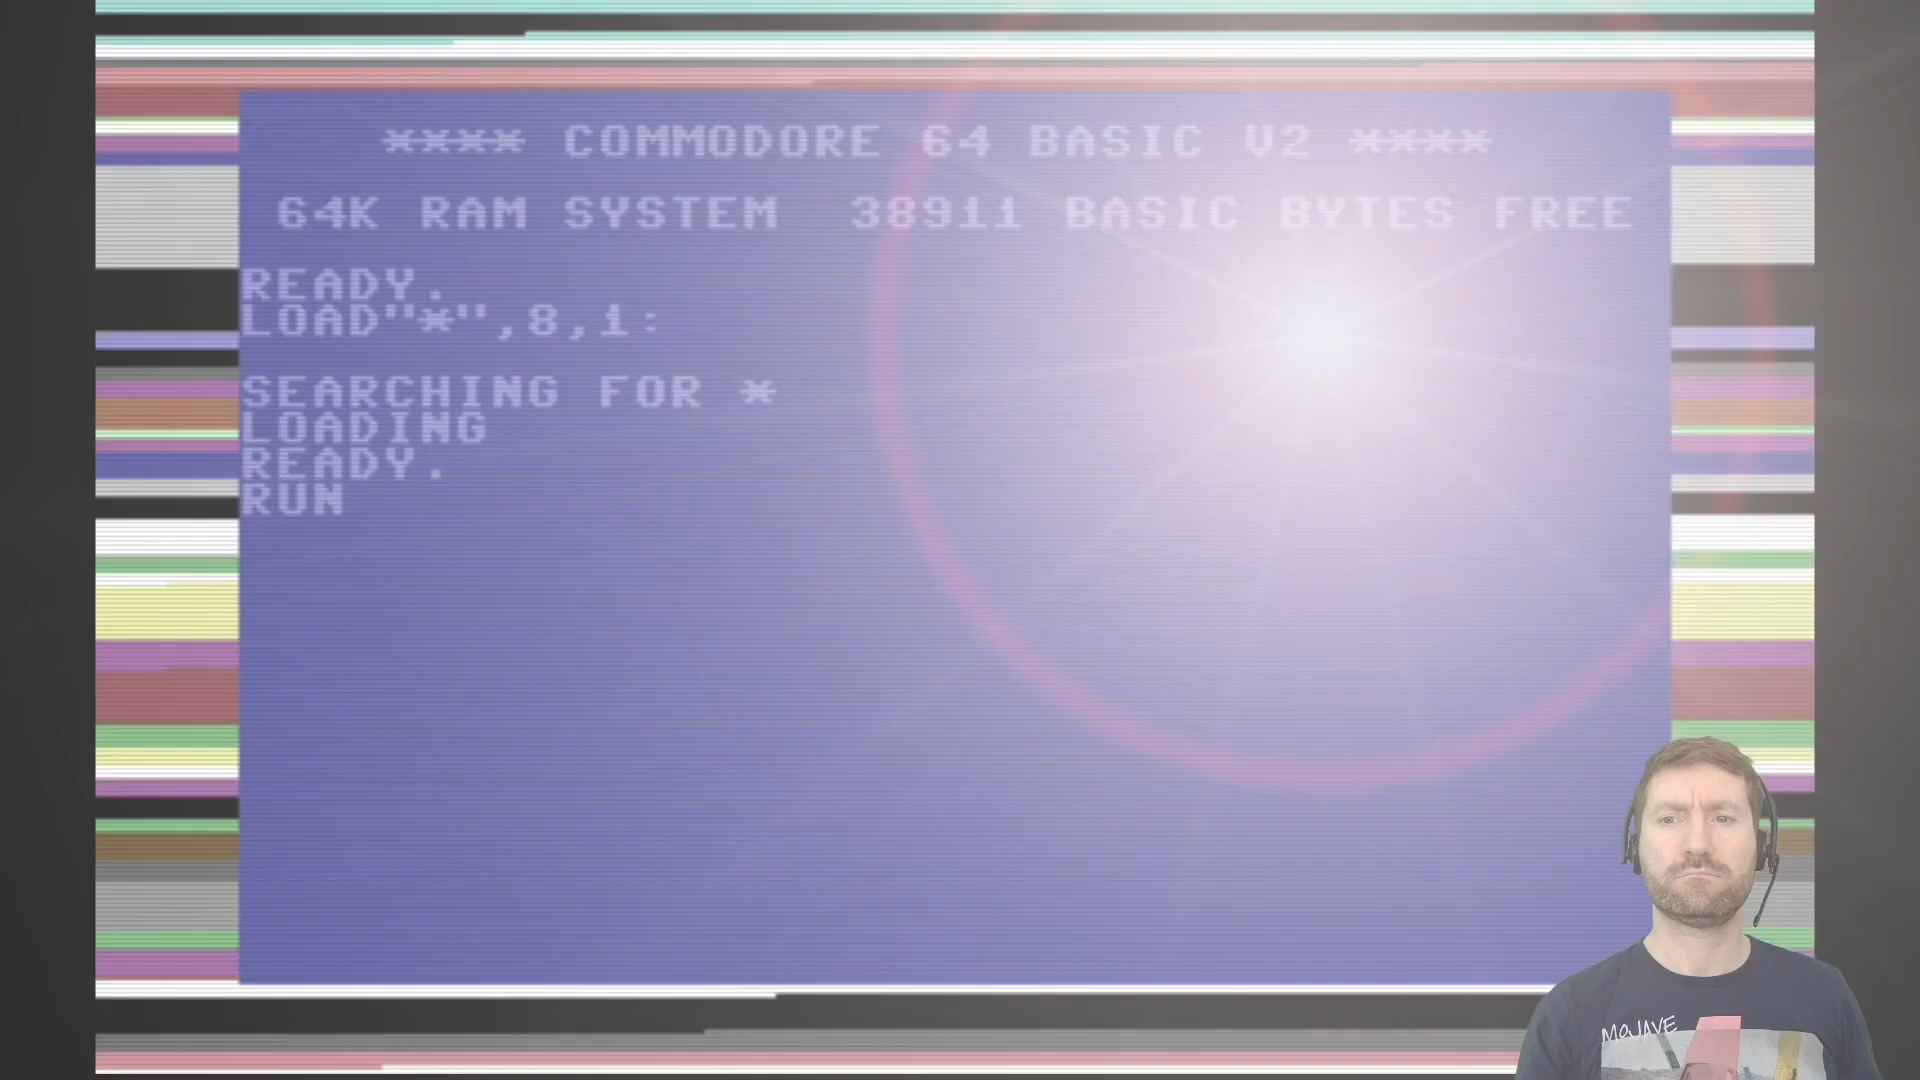 **** COMMODORE 64 BASIC V2 ****
64K RAM SYSTEM  38911 BASIC BYTES FREE
READY.
LOAD"*",8,1:
SEARCHING FOR *
LOADING
READY.
RUN
MOJAVE